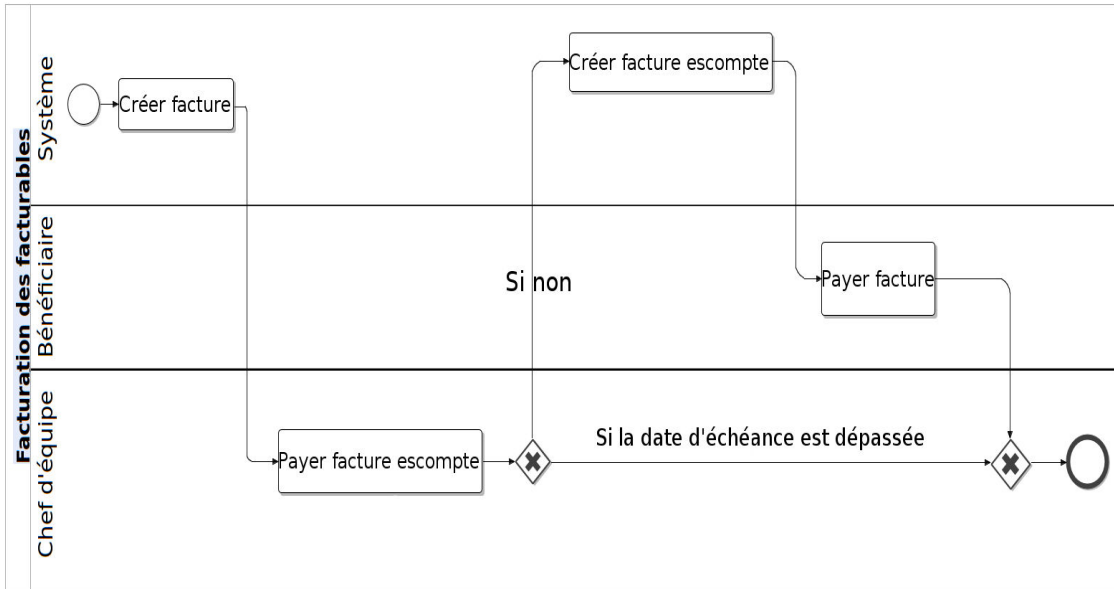 Facturation des facturables
Système
Créer facture
Créer facture escompte
Bénéficiaire
Si non
Payer facture
Chef d'équipe
Payer facture escompte
Si la date d'échéance est dépassée